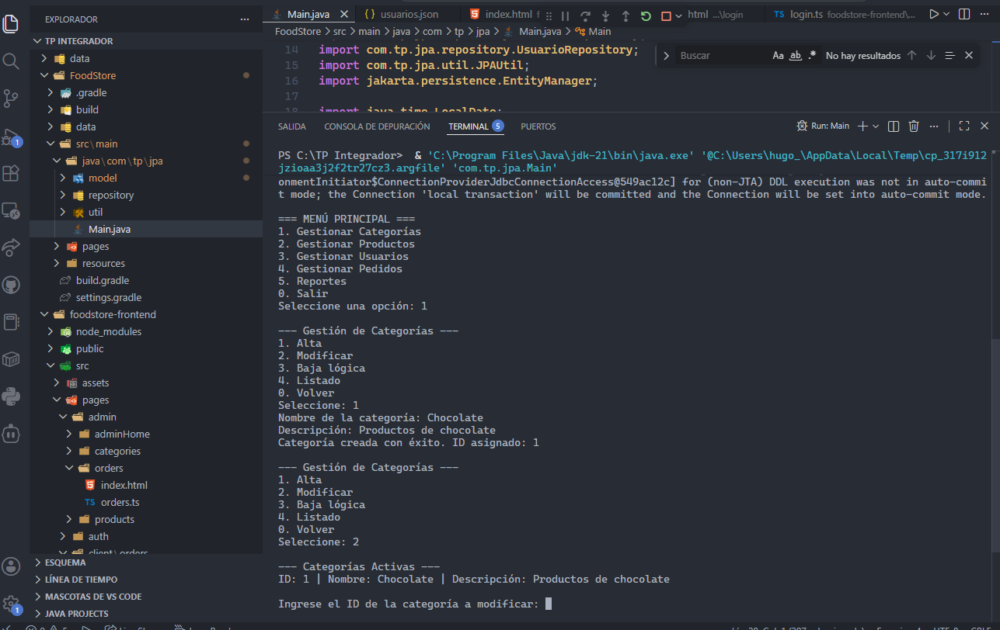 EXPLORADOR
TP INTEGRADOR
data
FoodStore
.gradle
build
data
src\main
java\com\tp\jpa
model
repository
util
Main.java
pages
resources
build.gradle
settings.gradle
foodstore-frontend
node_modules
public
src
assets
pages
admin
adminHome
categories
orders
index.html
TS orders.ts
products
auth
client\orders
ESQUEMA
LÍNEA DE TIEMPO
MASCOTAS DE VS CODE
JAVA PROJECTS
1
1
Main.java
{ } usuarios.json
index.html f
html ...\login
TS login.ts foodstore-frontend\...
FoodStore > src > main > java > com > tp > jpa > Main.java > Main
14 import com.tp.jpa.repository.UsuarioRepository;
15 import com.tp.jpa.util.JPAUtil;
16 import jakarta.persistence.EntityManager;
17
18 import java.time.LocalDate;
Buscar
Aa ab .*
No hay resultados
SALIDA
CONSOLA DE DEPURACIÓN
TERMINAL 5
PUERTOS
Run: Main
PS C:\TP Integrador> & 'C:\Program Files\Java\jdk-21\bin\java.exe' '@C:\Users\hugo_\AppData\Local\Temp\cp_317i912
jzioaa3j2f2tr27cz3.argfile' 'com.tp.jpa.Main'
onmentInitiator$ConnectionProviderJdbcConnectionAccess@549ac12c] for (non-JTA) DDL execution was not in auto-commi
t mode; the Connection 'local transaction' will be committed and the Connection will be set into auto-commit mode.
=== MENÚ PRINCIPAL ===
1. Gestionar Categorías
2. Gestionar Productos
3. Gestionar Usuarios
4. Gestionar Pedidos
5. Reportes
0. Salir
Seleccione una opción: 1
--- Gestión de Categorías ---
1. Alta
2. Modificar
3. Baja lógica
4. Listado
0. Volver
Seleccione: 1
Nombre de la categoría: Chocolate
Descripción: Productos de chocolate
Categoría creada con éxito. ID asignado: 1
--- Gestión de Categorías ---
1. Alta
2. Modificar
3. Baja lógica
4. Listado
0. Volver
Seleccione: 2
--- Categorías Activas ---
ID: 1 | Nombre: Chocolate | Descripción: Productos de chocolate
Ingrese el ID de la categoría a modificar: